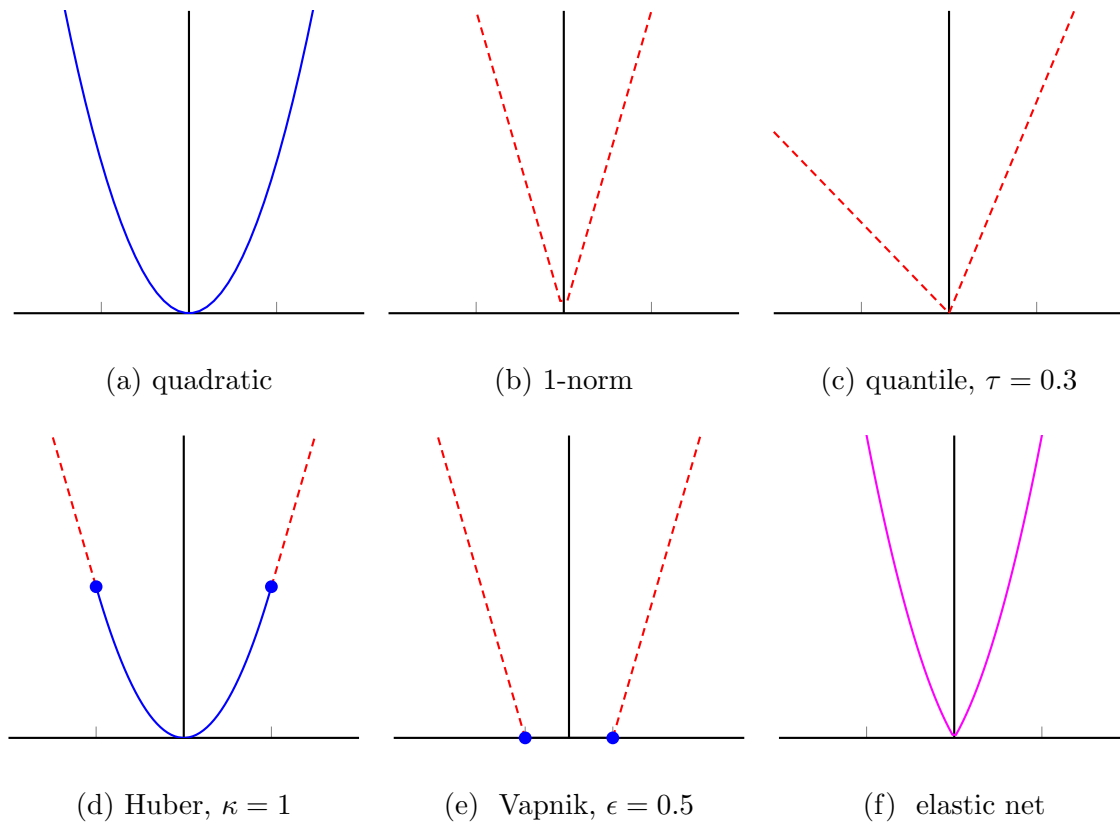 (a) quadratic
(b) 1-norm
(c) quantile, τ = 0.3
(d) Huber, κ = 1
(e) Vapnik, ϵ = 0.5
(f) elastic net